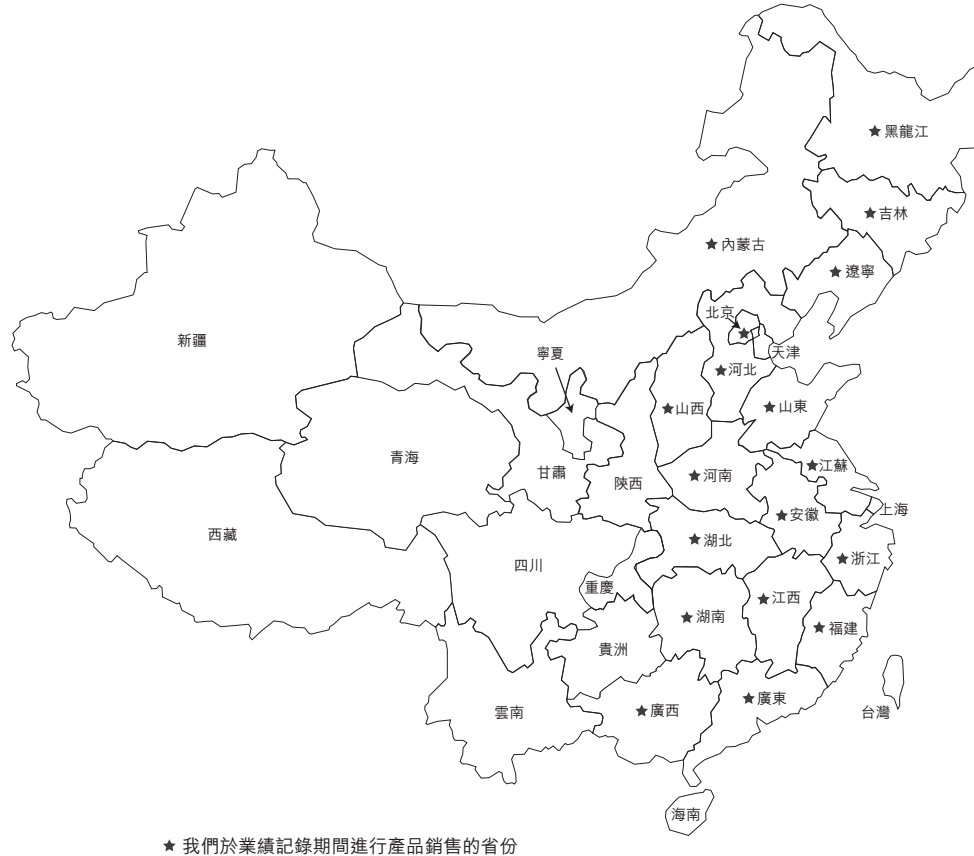 ★ 黑龍江
★ 吉林
★ 內蒙古
★ 遼寧
北京
★
新疆
寧夏
天津
★ 河北
★ 山西
★ 山東
青海
甘肅
陝西
★ 河南
★ 江蘇
上海
★ 安徽
西藏
★ 湖北
★ 浙江
四川
重慶
★ 江西
★ 湖南
★ 福建
貴洲
★ 廣東
雲南
★ 廣西
台灣
海南
★ 我們於業績記錄期間進行產品銷售的省份